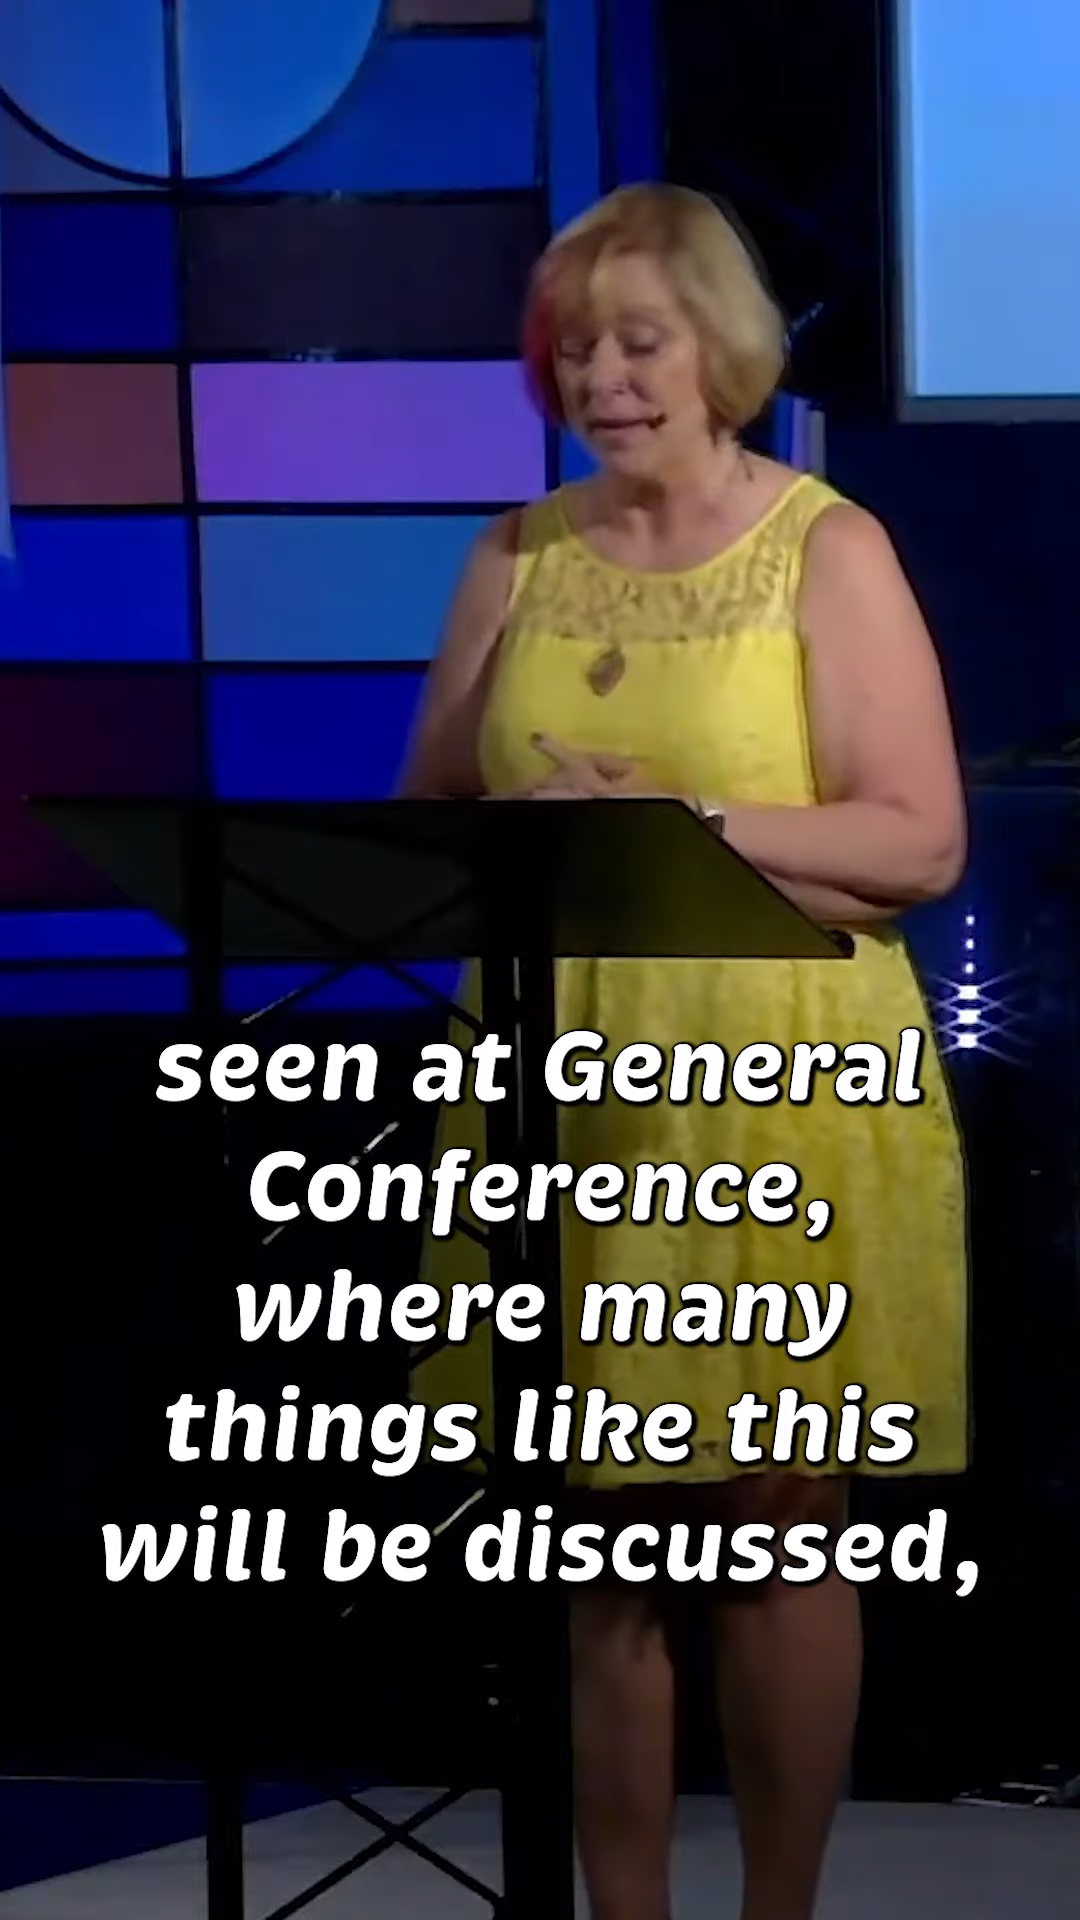 seen at General
Conference,
where many
things like this
will be discussed,